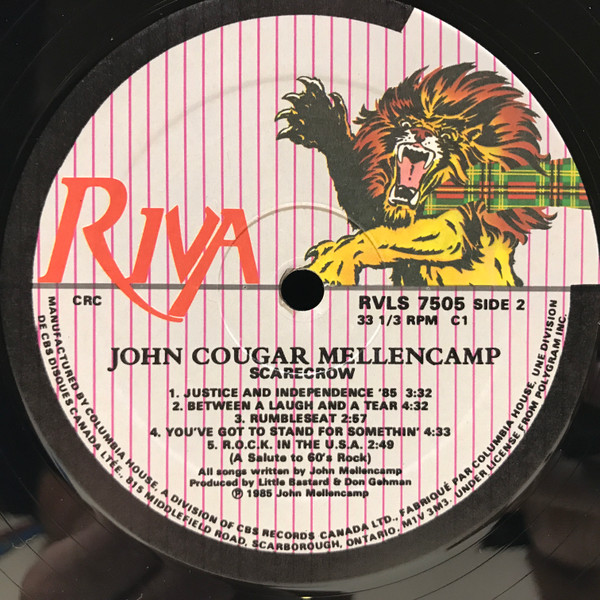 RIVA
CRC
RVLS 7505 SIDE 2
33 1/3 RPM C1
JOHN COUGAR MELLENCAMP
SCARECROW
1. JUSTICE AND INDEPENDENCE '85 3:32
2. BETWEEN A LAUGH AND A TEAR 4:32
3. RUMBLESEAT 2:57
4. YOU'VE GOT TO STAND FOR SOMETHIN' 4:33
5. R.O.C.K. IN THE U.S.A. 2:49
(A Salute to 60's Rock)
All songs written by John Mellencamp
Produced by Little Bastard & Don Gehman
℗ 1985 John Mellencamp
MANUFACTURED BY COLUMBIA HOUSE, A DIVISION OF CBS RECORDS CANADA LTD., FABRIQUÉ PAR COLUMBIA HOUSE, UNE DIVISION
DE CBS DISQUES CANADA LTÉE., 815 MIDDLEFIELD ROAD, SCARBOROUGH, ONTARIO. M1V 3M3. UNDER LICENSE FROM POLYGRAM INC.